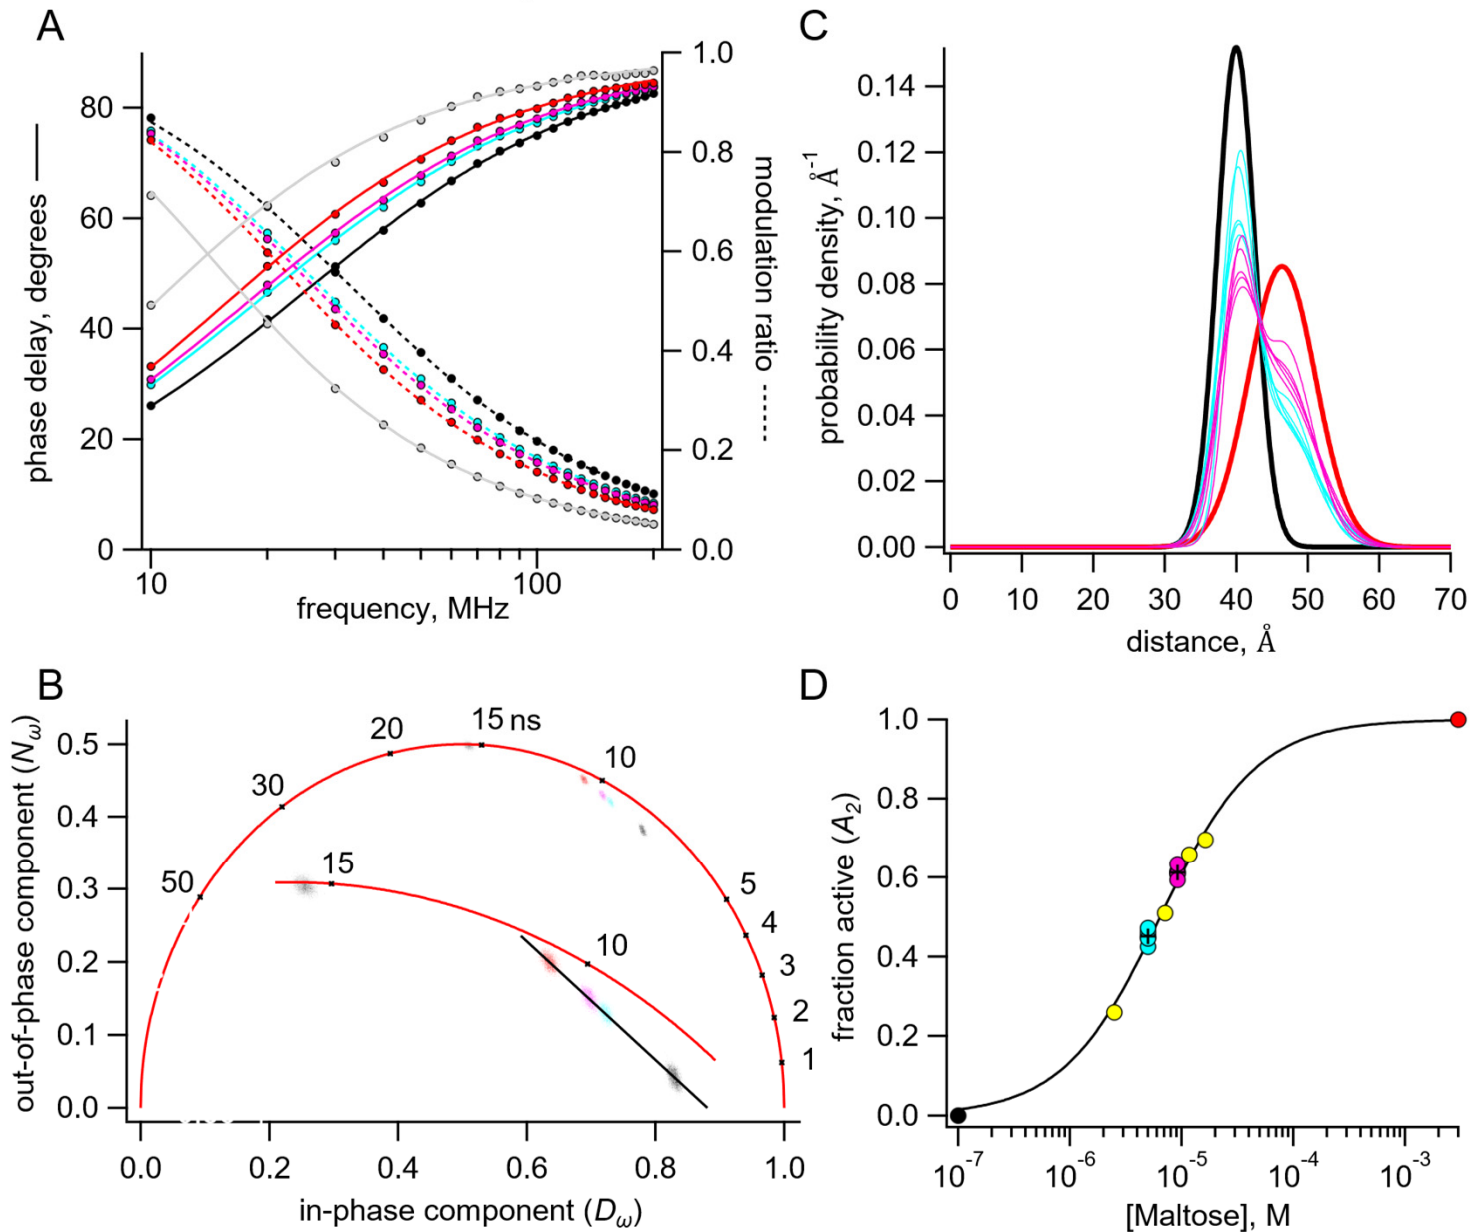 A
phase delay, degrees
80
60
40
20
0
1.0
0.8
0.6
0.4
0.2
0.0
modulation ratio
10
100
frequency, MHz
C
probability density, Å-1
0.14
0.12
0.10
0.08
0.06
0.04
0.02
0.00
0 10 20 30 40 50 60 70
distance, Å
B
out-of-phase component (Nω)
0.5
0.4
0.3
0.2
0.1
0.0
50
30
20
15 ns
10
5
4
3
2
1
15
10
0.0 0.2 0.4 0.6 0.8 1.0
in-phase component (Dω)
D
fraction active (A2)
1.0
0.8
0.6
0.4
0.2
0.0
10-7 10-6 10-5 10-4 10-3
[Maltose], M